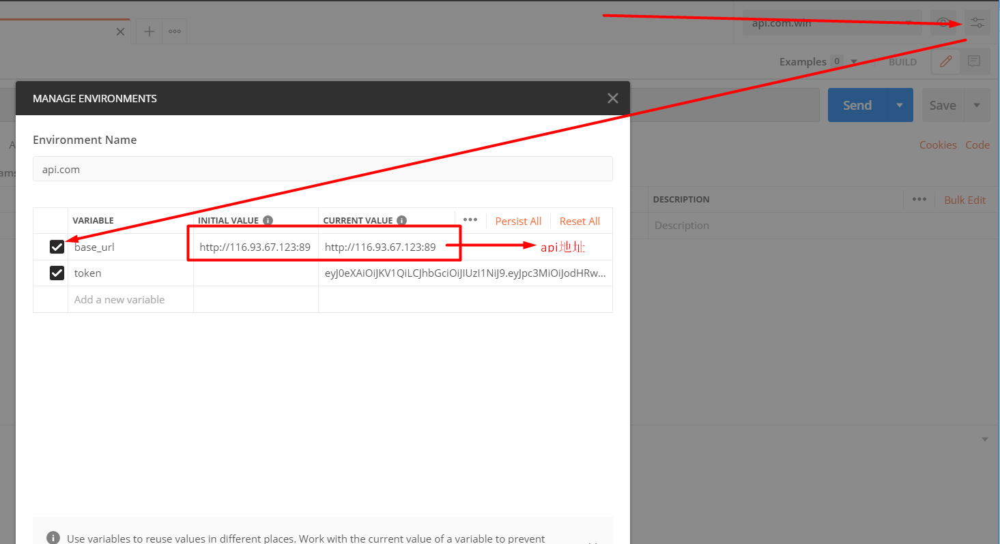 api.com.win
Examples 0 BUILD
MANAGE ENVIRONMENTS
Send Save
Environment Name
Cookies Code
api.com
ams
DESCRIPTION Bulk Edit
VARIABLE INITIAL VALUE CURRENT VALUE Persist All Reset All
Description
base_url http://116.93.67.123:89 http://116.93.67.123:89 api地址
token eyJ0eXAiOiJKV1QiLCJhbGciOiJIUzI1NiJ9.eyJpc3MiOiJodHRw...
Add a new variable
Use variables to reuse values in different places. Work with the current value of a variable to prevent